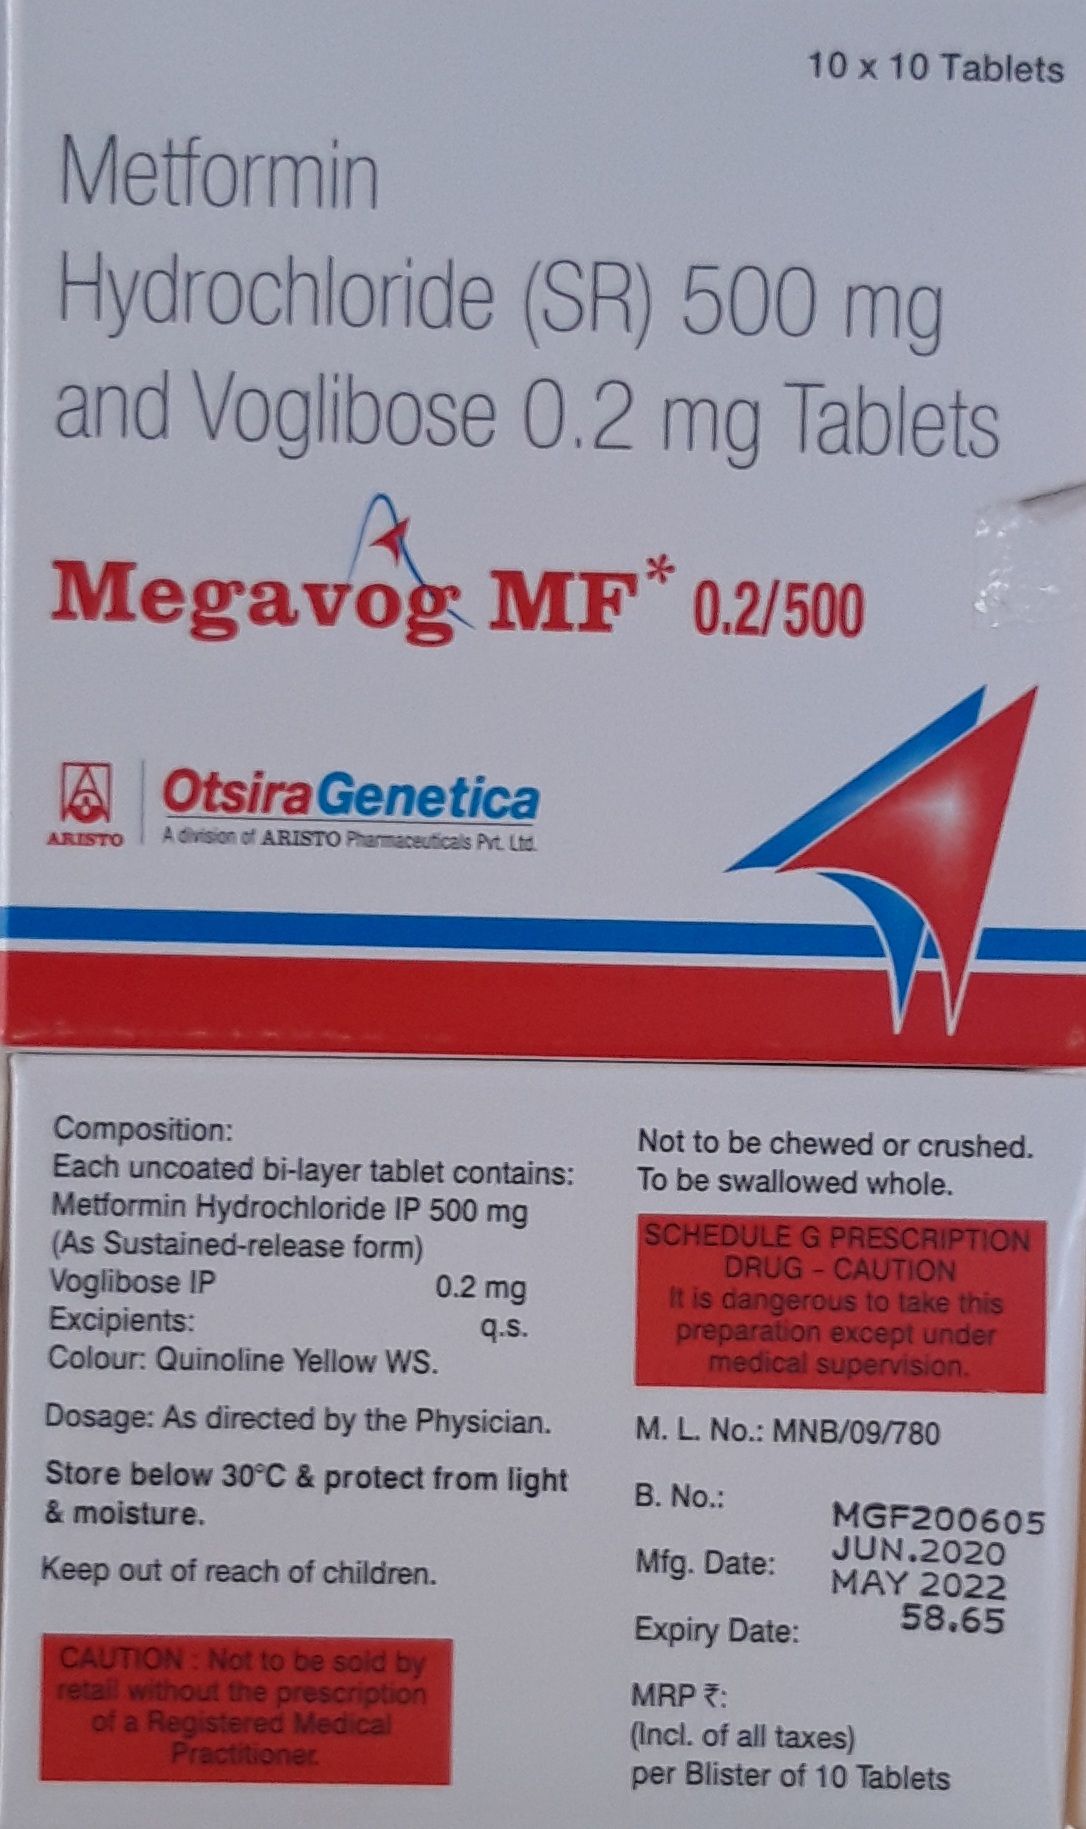 10 x 10 Tablets
Metformin
Hydrochloride (SR) 500 mg
and Voglibose 0.2 mg Tablets
Megavog MF* 0.2/500
ARISTO
OtsiraGenetica
A division of ARISTO Pharmaceuticals Pvt. Ltd.
Composition:
Each uncoated bi-layer tablet contains:
Metformin Hydrochloride IP 500 mg
(As Sustained-release form)
Voglibose IP 0.2 mg
Excipients: q.s.
Colour: Quinoline Yellow WS.
Dosage: As directed by the Physician.
Store below 30°C & protect from light
& moisture.
Keep out of reach of children.
CAUTION : Not to be sold by
retail without the prescription
of a Registered Medical
Practitioner.
Not to be chewed or crushed.
To be swallowed whole.
SCHEDULE G PRESCRIPTION
DRUG - CAUTION
It is dangerous to take this
preparation except under
medical supervision.
M. L. No.: MNB/09/780
B. No.: MGF200605
Mfg. Date: JUN.2020
Expiry Date: MAY 2022
MRP ₹: 58.65
(Incl. of all taxes)
per Blister of 10 Tablets